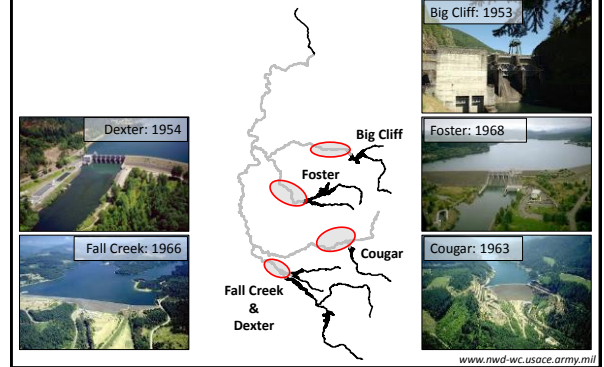 Big Cliff: 1953
Dexter: 1954
Foster: 1968
Fall Creek: 1966
Cougar: 1963
Big Cliff
Foster
Cougar
Fall Creek
&
Dexter
www.nwd-wc.usace.army.mil